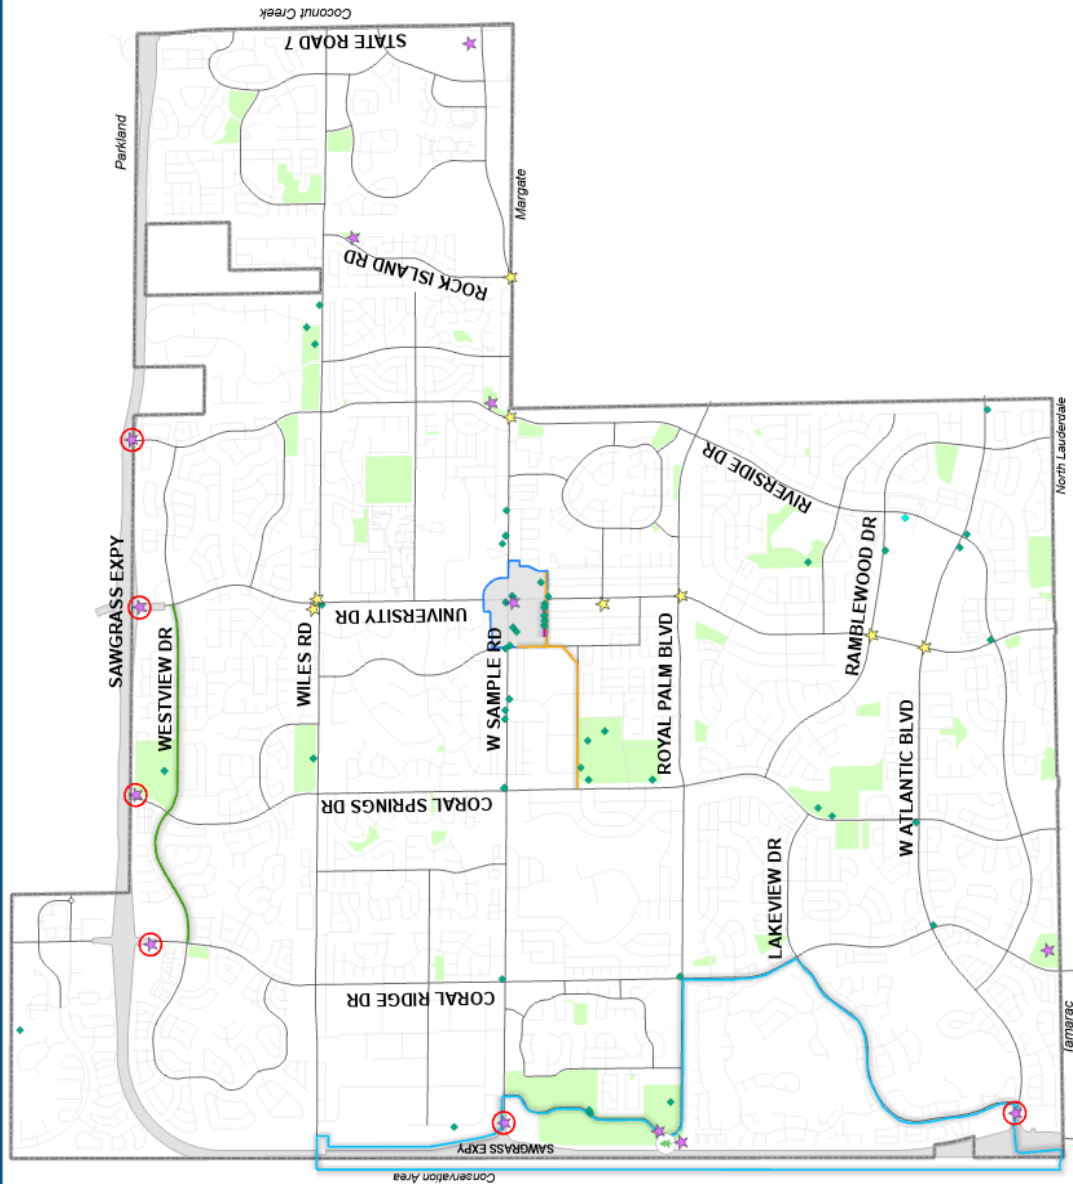 Coconut Creek
STATE ROAD 7
Parkland
Margate
ROCK ISLAND RD
North Lauderdale
RIVERSIDE DR
SAWGRASS EXPY
RAMBLEWOOD DR
UNIVERSITY DR
WESTVIEW DR
WILES RD
W SAMPLE RD
ROYAL PALM BLVD
W ATLANTIC BLVD
CORAL SPRINGS DR
LAKEVIEW DR
CORAL RIDGE DR
Tamarac
SAWGRASS EXPY
Conservation Area